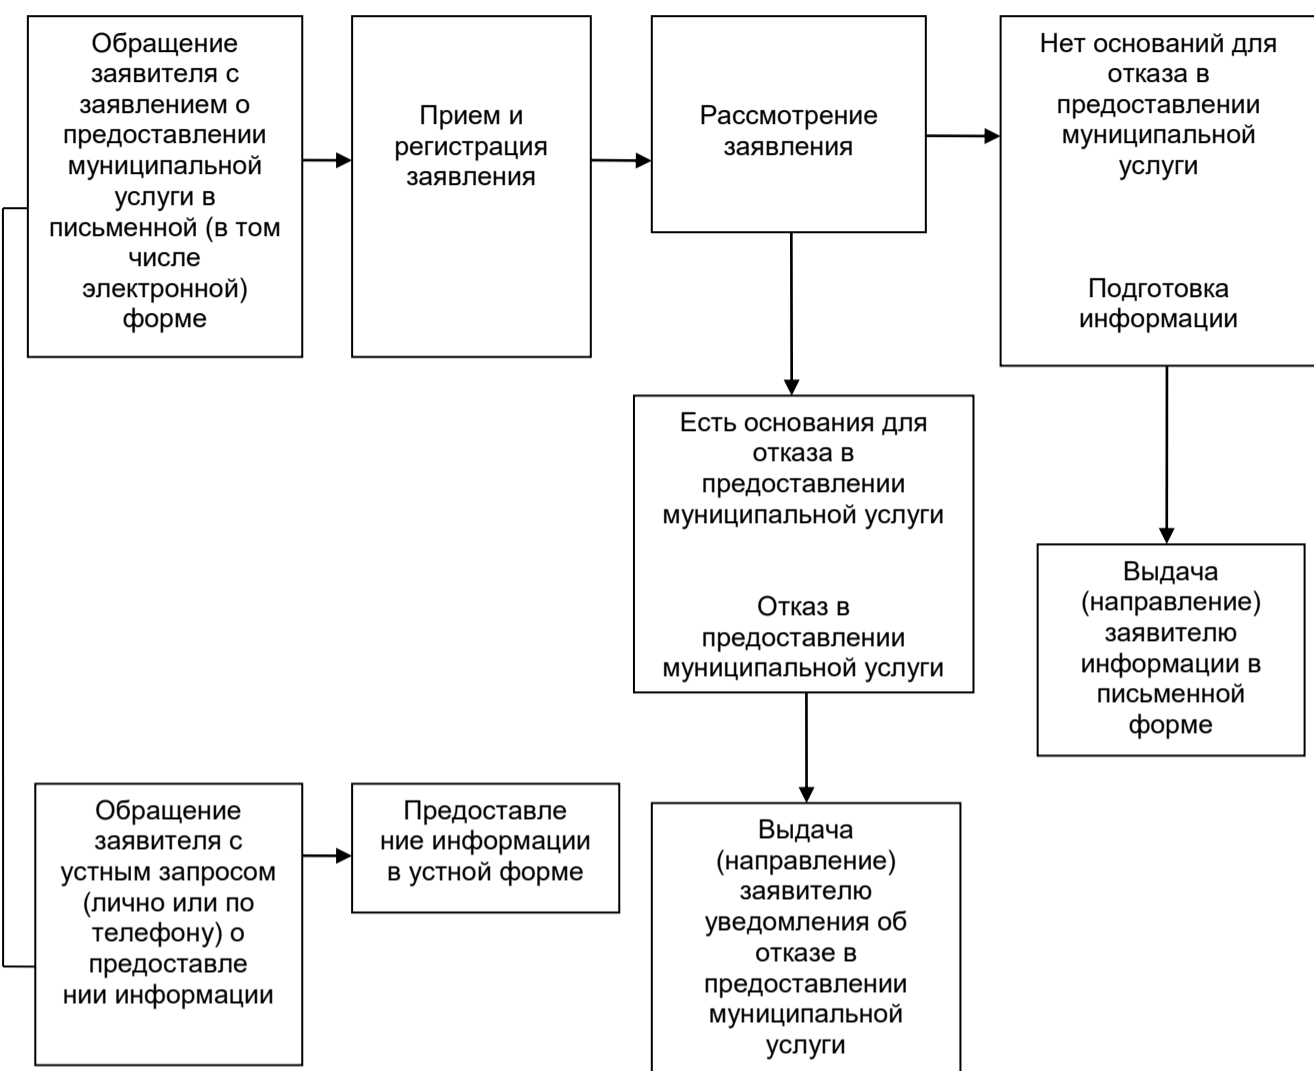 Обращение
заявителя с
заявлением о
предоставлении
муниципальной
услуги в
письменной (в том
числе
электронной)
форме
Прием и
регистрация
заявления
Рассмотрение
заявления
Нет оснований для
отказа в
предоставлении
муниципальной
услуги
Подготовка
информации
Есть основания для
отказа в
предоставлении
муниципальной услуги
Отказ в
предоставлении
муниципальной услуги
Выдача
(направление)
заявителю
информации в
письменной
форме
Обращение
заявителя с
устным запросом
(лично или по
телефону) о
предоставле
нии информации
Предоставле
ние информации
в устной форме
Выдача
(направление)
заявителю
уведомления об
отказе в
предоставлении
муниципальной
услуги